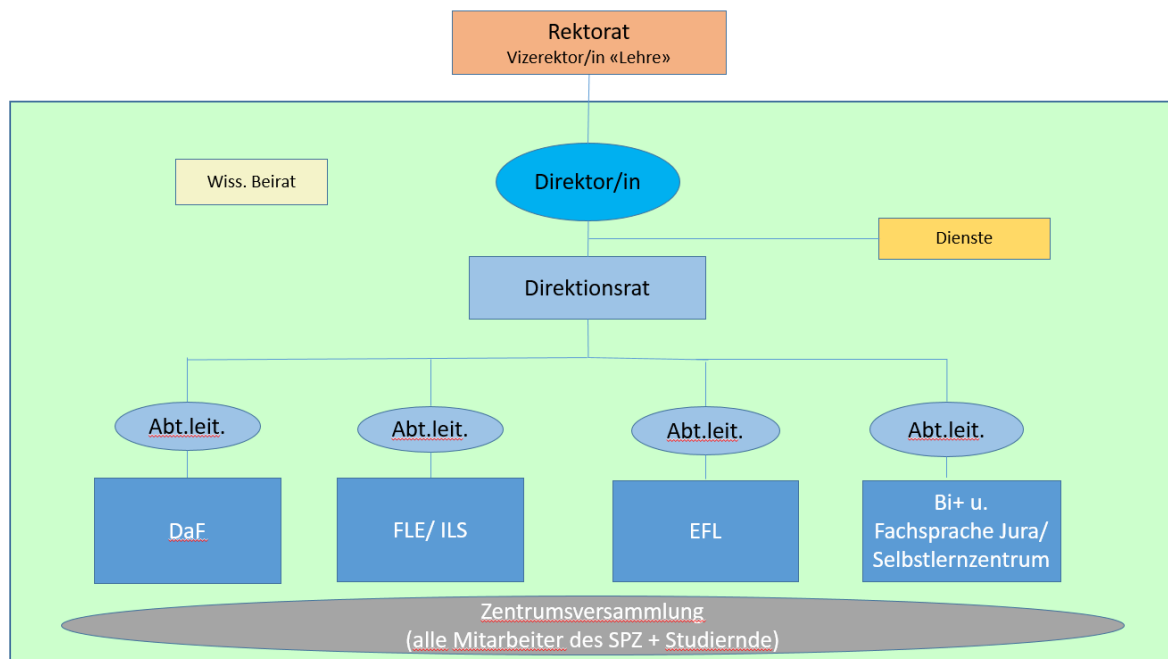 Rektorat
Vizerektor/in «Lehre»
Wiss. Beirat
Direktor/in
Dienste
Direktionsrat
Abt.leit.
Abt.leit.
Abt.leit.
Abt.leit.
DaF
FLE/ ILS
EFL
Bi+ u.
Fachsprache Jura/
Selbstlernzentrum
Zentrumsversammlung
(alle Mitarbeiter des SPZ + Studiernde)